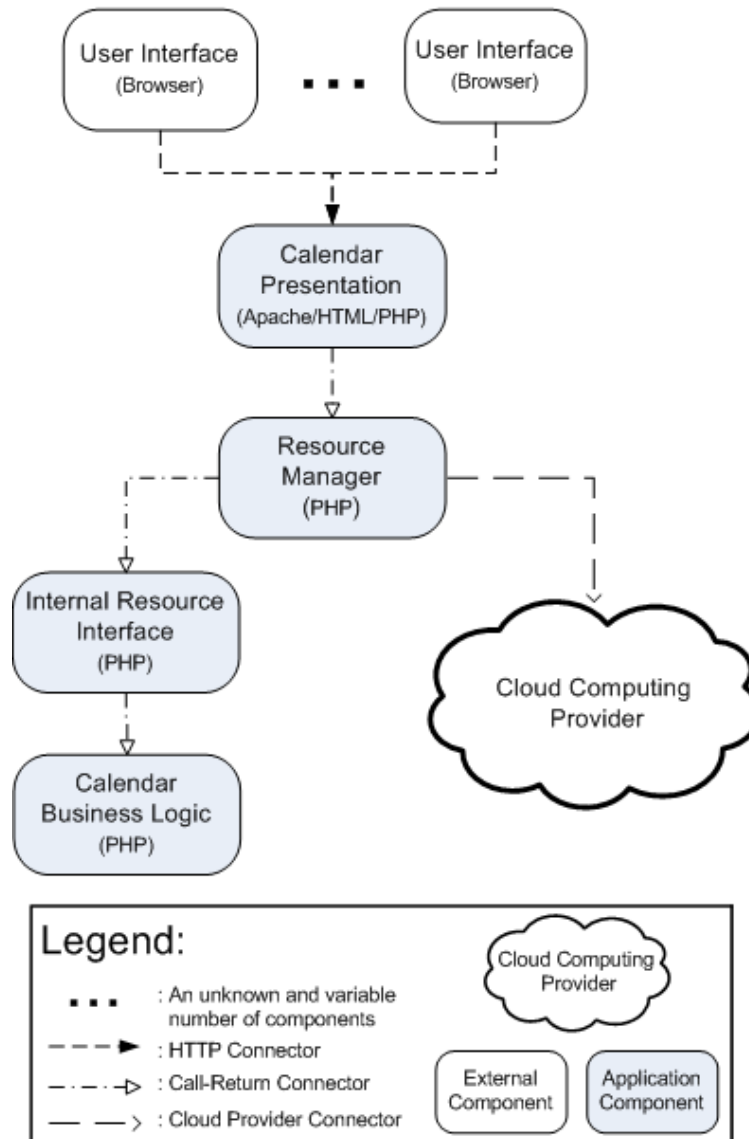 User Interface
(Browser)
User Interface
(Browser)
Calendar
Presentation
(Apache/HTML/PHP)
Resource
Manager
(PHP)
Internal Resource
Interface
(PHP)
Cloud Computing
Provider
Calendar
Business Logic
(PHP)
Legend:
: An unknown and variable
number of components
: HTTP Connector
: Call-Return Connector
: Cloud Provider Connector
Cloud Computing
Provider
External
Component
Application
Component